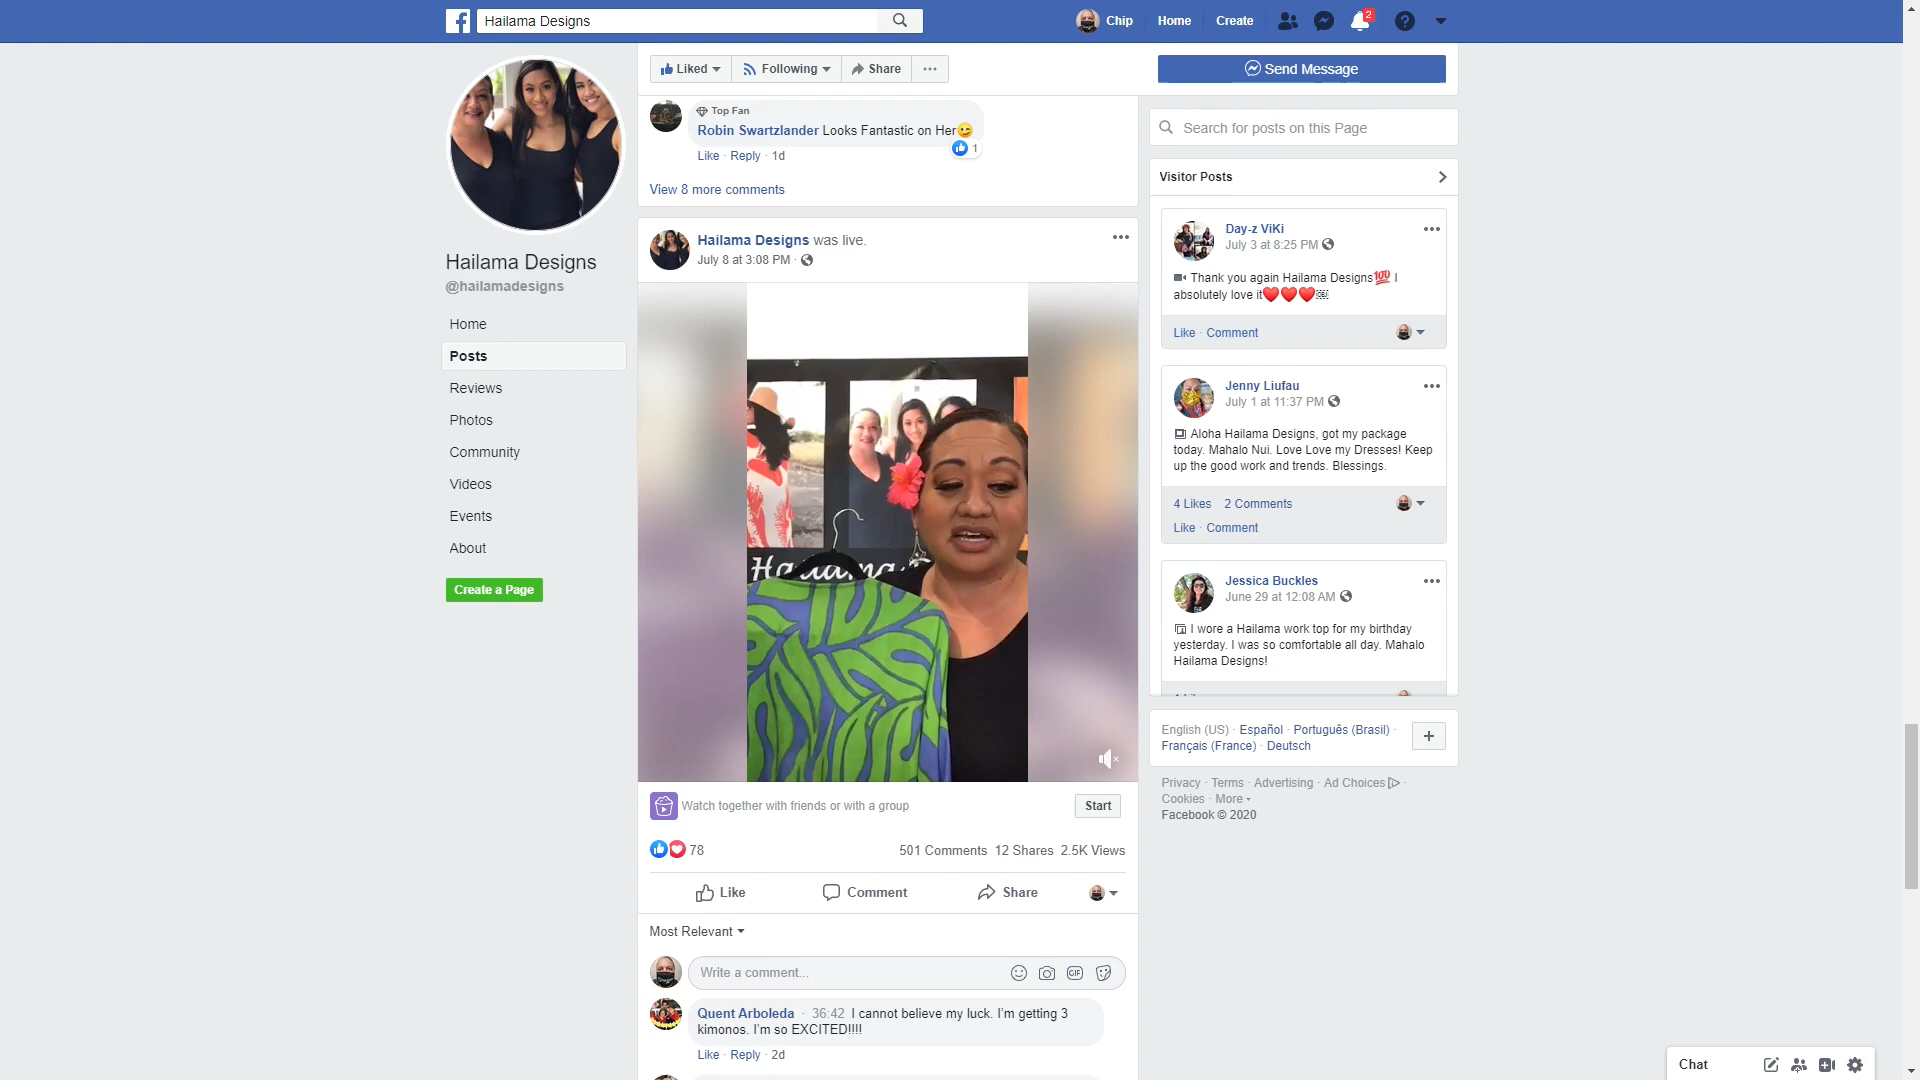 Hailama Designs
Chip
Home
Create
2
Liked
Following
Share
Send Message
Hailama Designs
@hailamadesigns
Home
Posts
Reviews
Photos
Community
Videos
Events
About
Create a Page
Top Fan
Robin Swartzlander Looks Fantastic on Her😉
1
Like · Reply · 1d
View 8 more comments
Hailama Designs was live.
July 8 at 3:08 PM ·
Watch together with friends or with a group
Start
78
501 Comments 12 Shares 2.5K Views
Like
Comment
Share
Most Relevant
Write a comment...
GIF
Quent Arboleda · 36:42 I cannot believe my luck. I'm getting 3
kimonos. I'm so EXCITED!!!!
Like · Reply · 2d
Search for posts on this Page
Visitor Posts
Day-z ViKi
July 3 at 8:25 PM
Thank you again Hailama Designs💯 I
absolutely love it❤️❤️❤️￼
Like · Comment
Jenny Liufau
July 1 at 11:37 PM
Aloha Hailama Designs, got my package
today. Mahalo Nui. Love Love my Dresses! Keep
up the good work and trends. Blessings.
4 Likes 2 Comments
Like · Comment
Jessica Buckles
June 29 at 12:08 AM
I wore a Hailama work top for my birthday
yesterday. I was so comfortable all day. Mahalo
Hailama Designs!
English (US) · Español · Português (Brasil) ·
Français (France) · Deutsch
Privacy · Terms · Advertising · Ad Choices ·
Cookies · More
Facebook © 2020
Chat